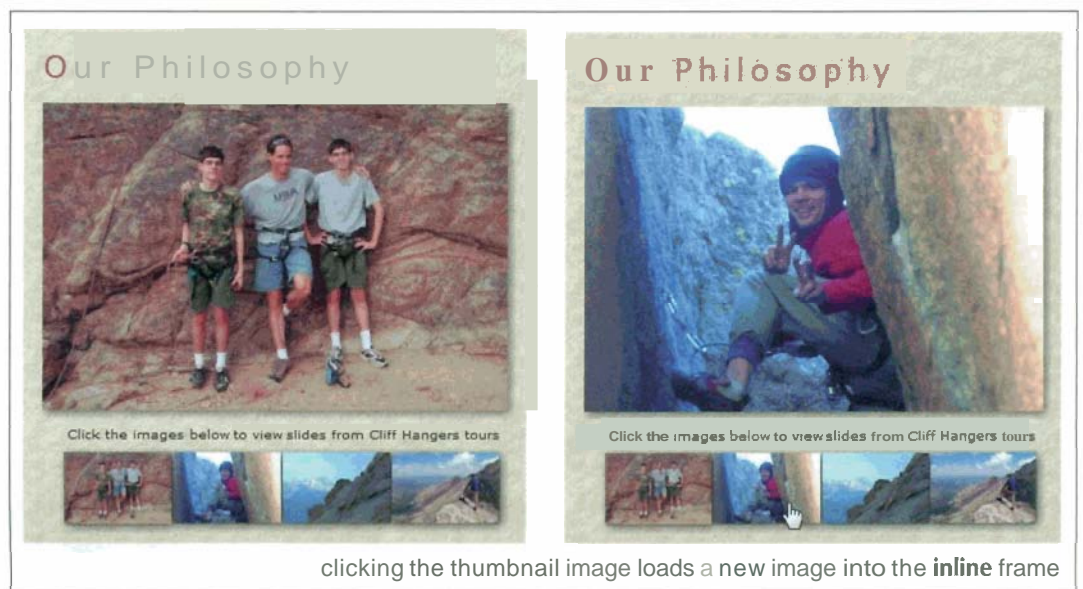 Our Philosophy
Click the images below to view slides from Cliff Hangers tours
Our Philosophy
Click the images below to view slides from Cliff Hangers tours
clicking the thumbnail image loads a new image into the inline frame